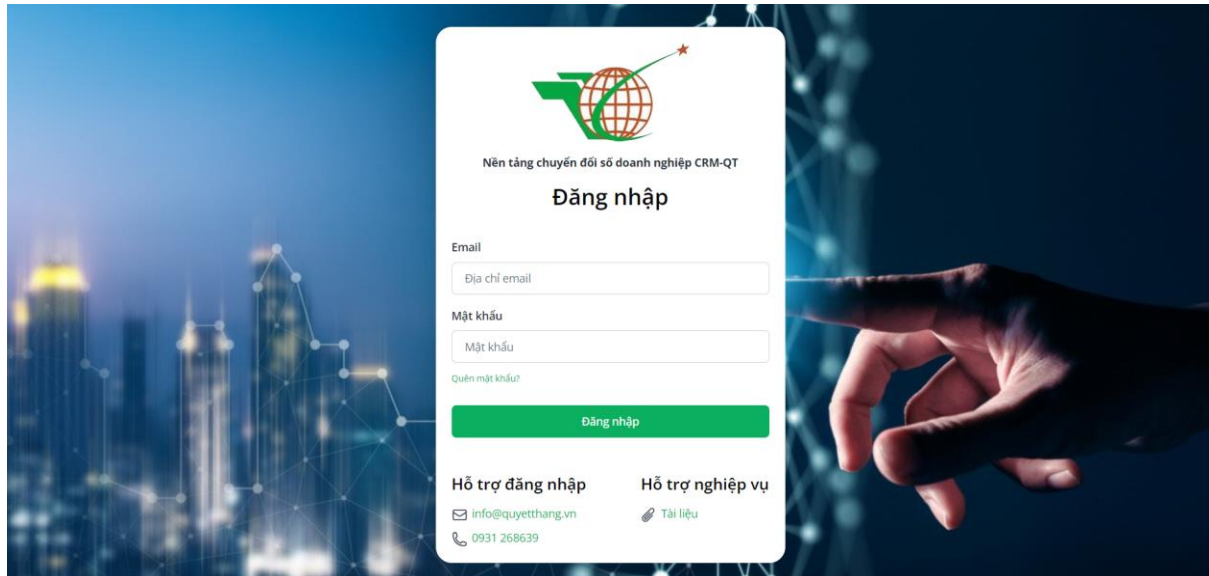 Nền tảng chuyển đổi số doanh nghiệp CRM-QT
Đăng nhập
Email
Địa chỉ email
Mật khẩu
Mật khẩu
Quên mật khẩu?
Đăng nhập
Hỗ trợ đăng nhập
Hỗ trợ nghiệp vụ
info@quyetthang.vn
Tài liệu
0931 268639